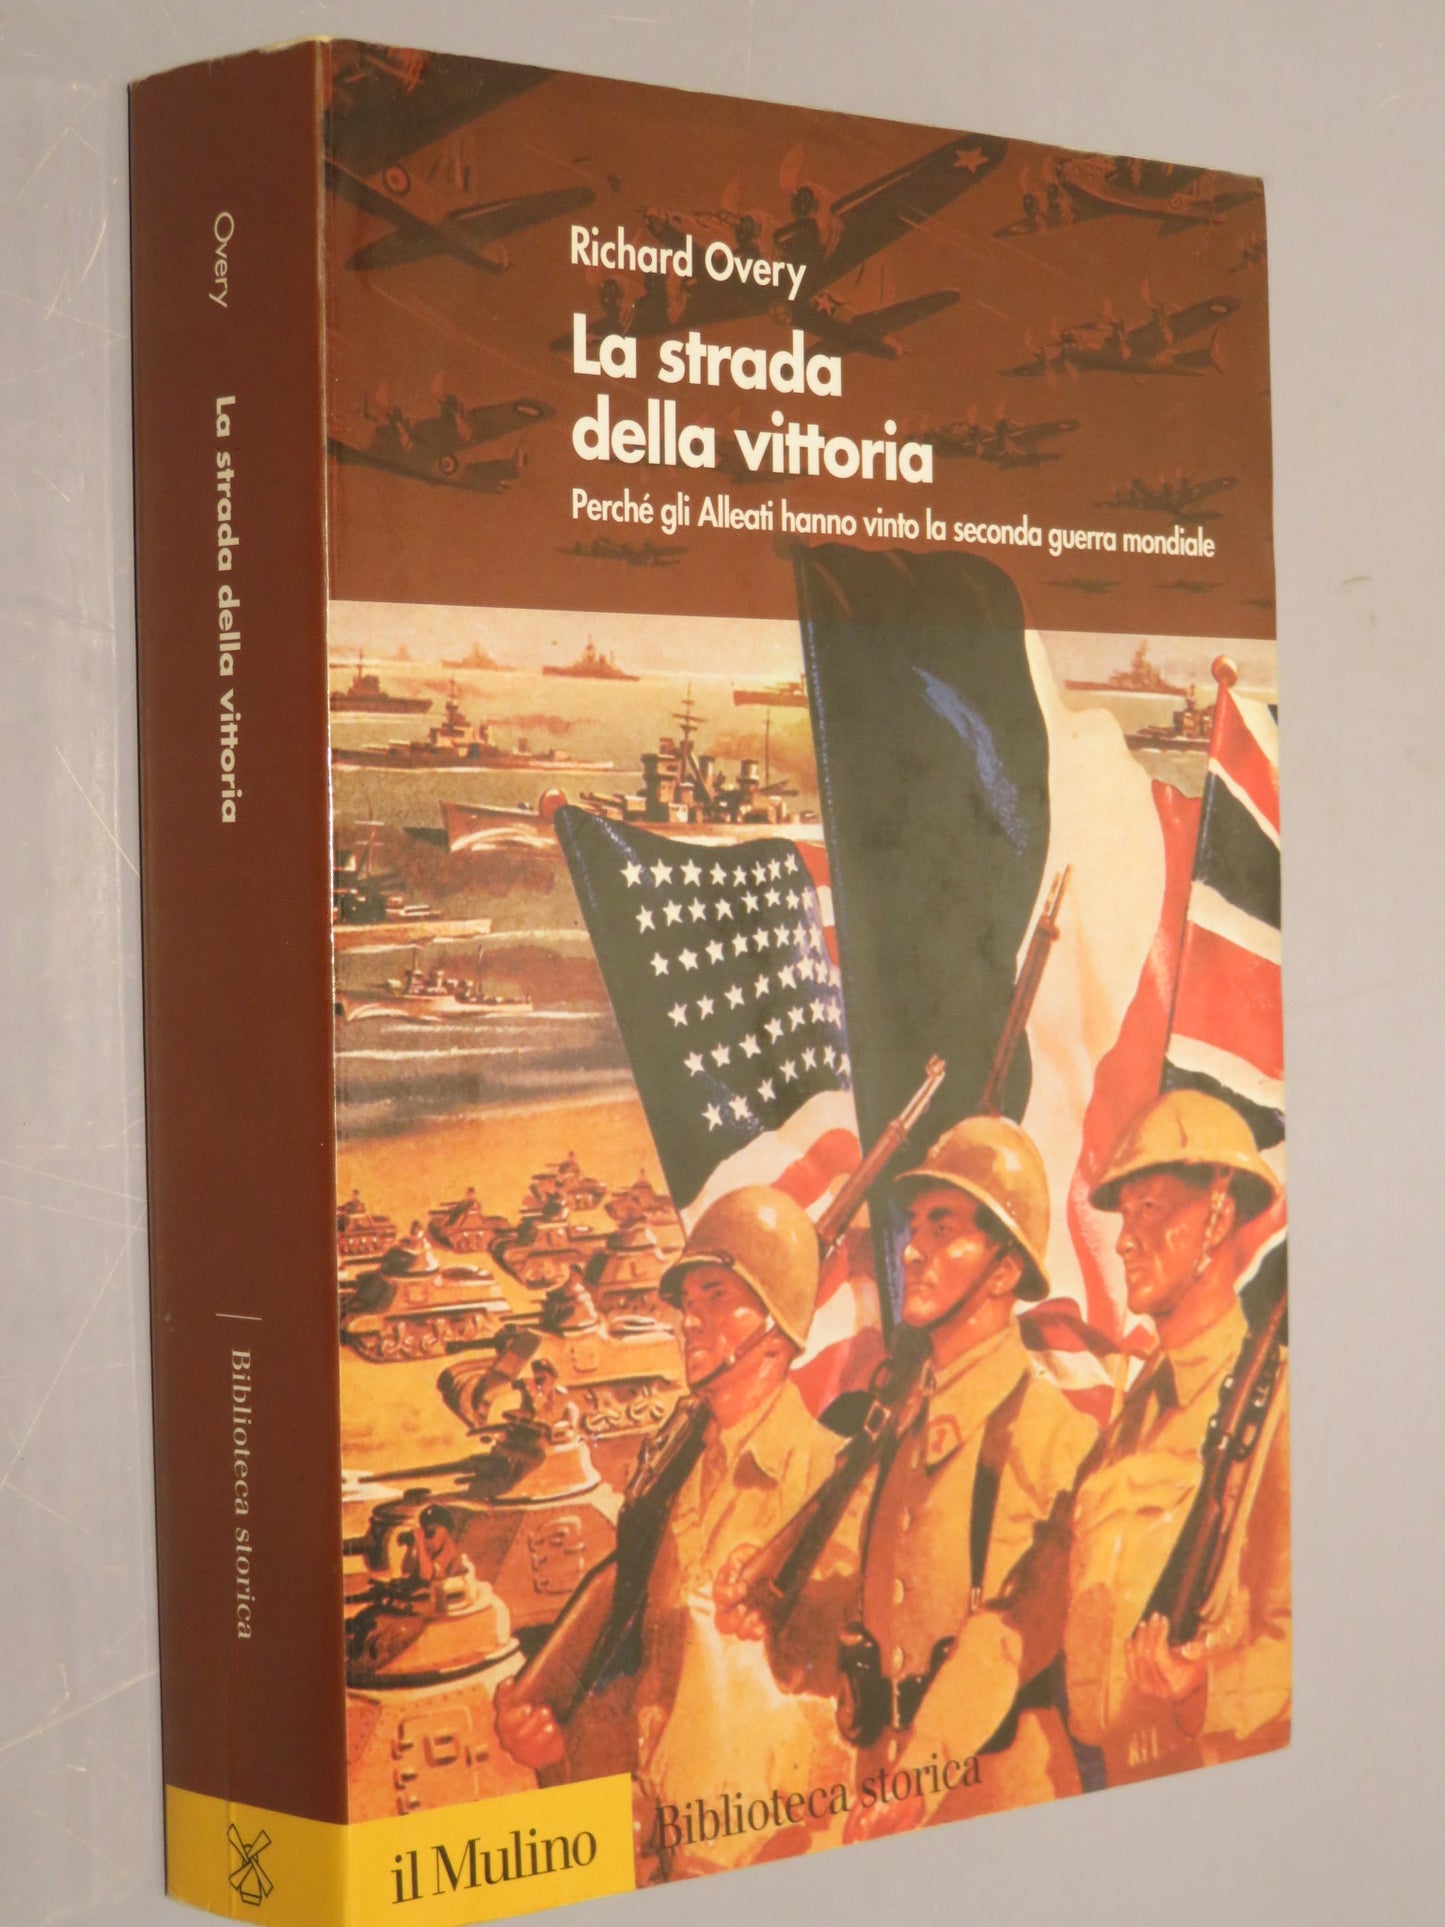 Richard Overy
La strada
della vittoria
Perché gli Alleati hanno vinto la seconda guerra mondiale
il Mulino
Biblioteca storica
Overy
La strada della vittoria
Biblioteca storica